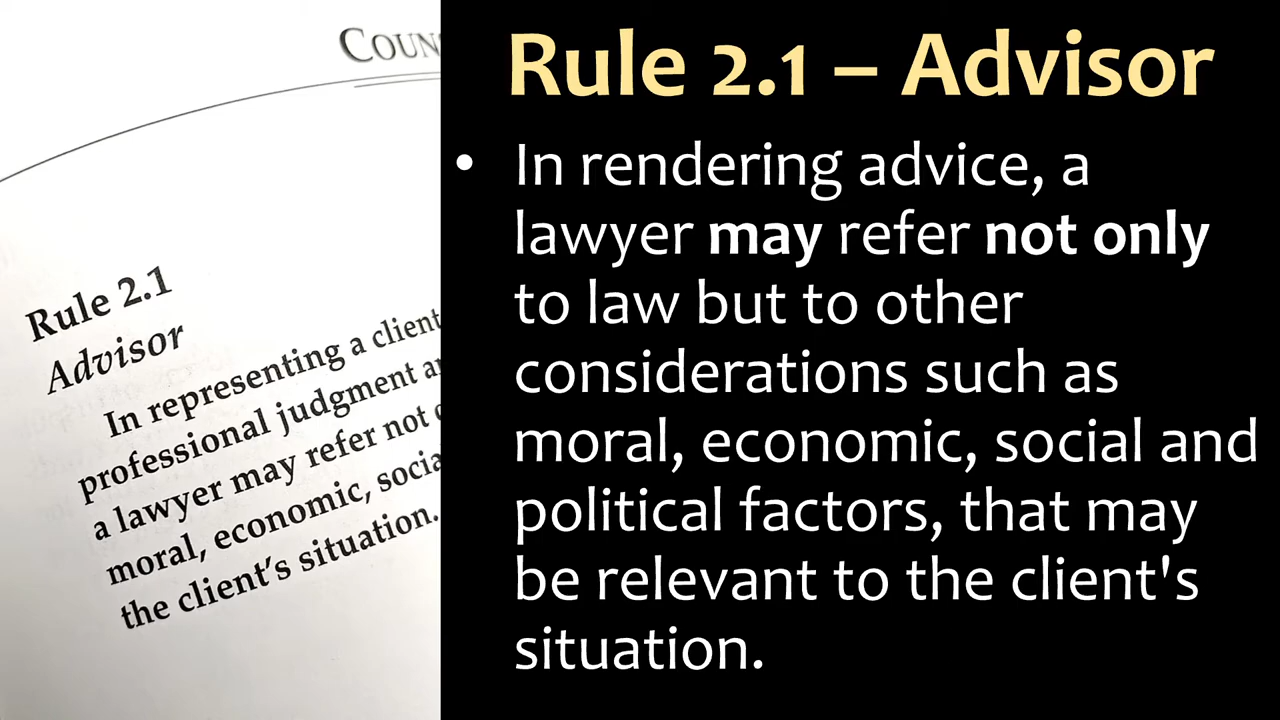 COUN
Rule 2.1
Advisor
In representing a client
professional judgment
a lawyer may refer not
moral, economic, social
the client's situation.
Rule 2.1 – Advisor
• In rendering advice, a
lawyer may refer not only
to law but to other
considerations such as
moral, economic, social and
political factors, that may
be relevant to the client's
situation.